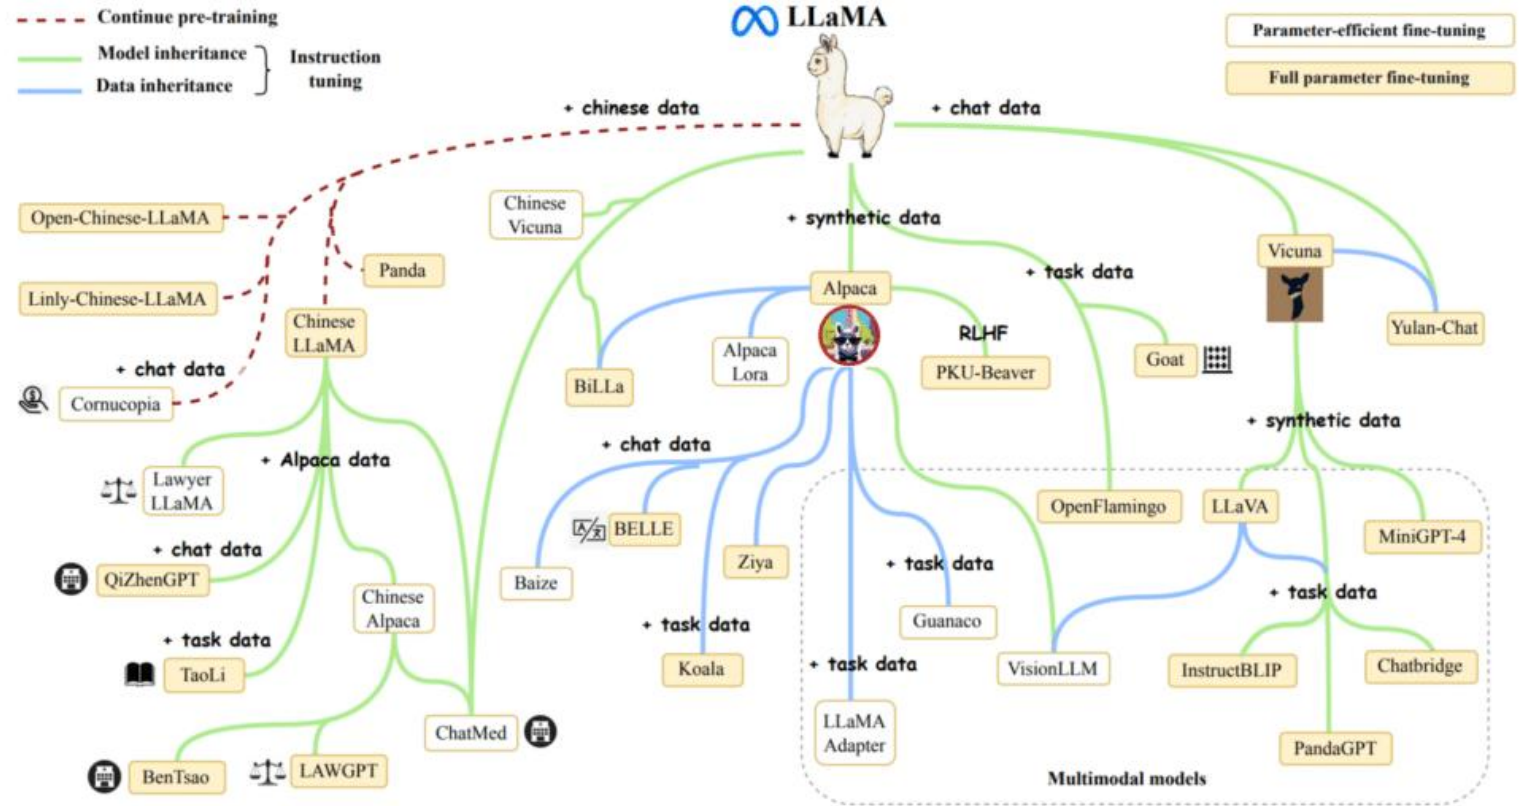 Continue pre-training
Model inheritance
Data inheritance
Instruction
tuning
LLaMA
Parameter-efficient fine-tuning
Full parameter fine-tuning
+ chinese data
+ chat data
Open-Chinese-LLaMA
Linly-Chinese-LLaMA
Panda
Chinese
LLaMA
+ chat data
Cornucopia
Chinese
Vicuna
+ synthetic data
+ task data
Alpaca
Vicuna
Yulan-Chat
Goat
RLHF
PKU-Beaver
Alpaca
Lora
BiLLa
+ Alpaca data
Lawyer
LLaMA
+ chat data
QiZhenGPT
Chinese
Alpaca
+ task data
TaoLi
BenTsao
LAWGPT
ChatMed
+ chat data
Baize
BELLE
Ziya
+ task data
Koala
+ synthetic data
OpenFlamingo
LLaVA
MiniGPT-4
+ task data
Guanaco
+ task data
LLaMA
Adapter
VisionLLM
+ task data
InstructBLIP
Chatbridge
PandaGPT
Multimodal models